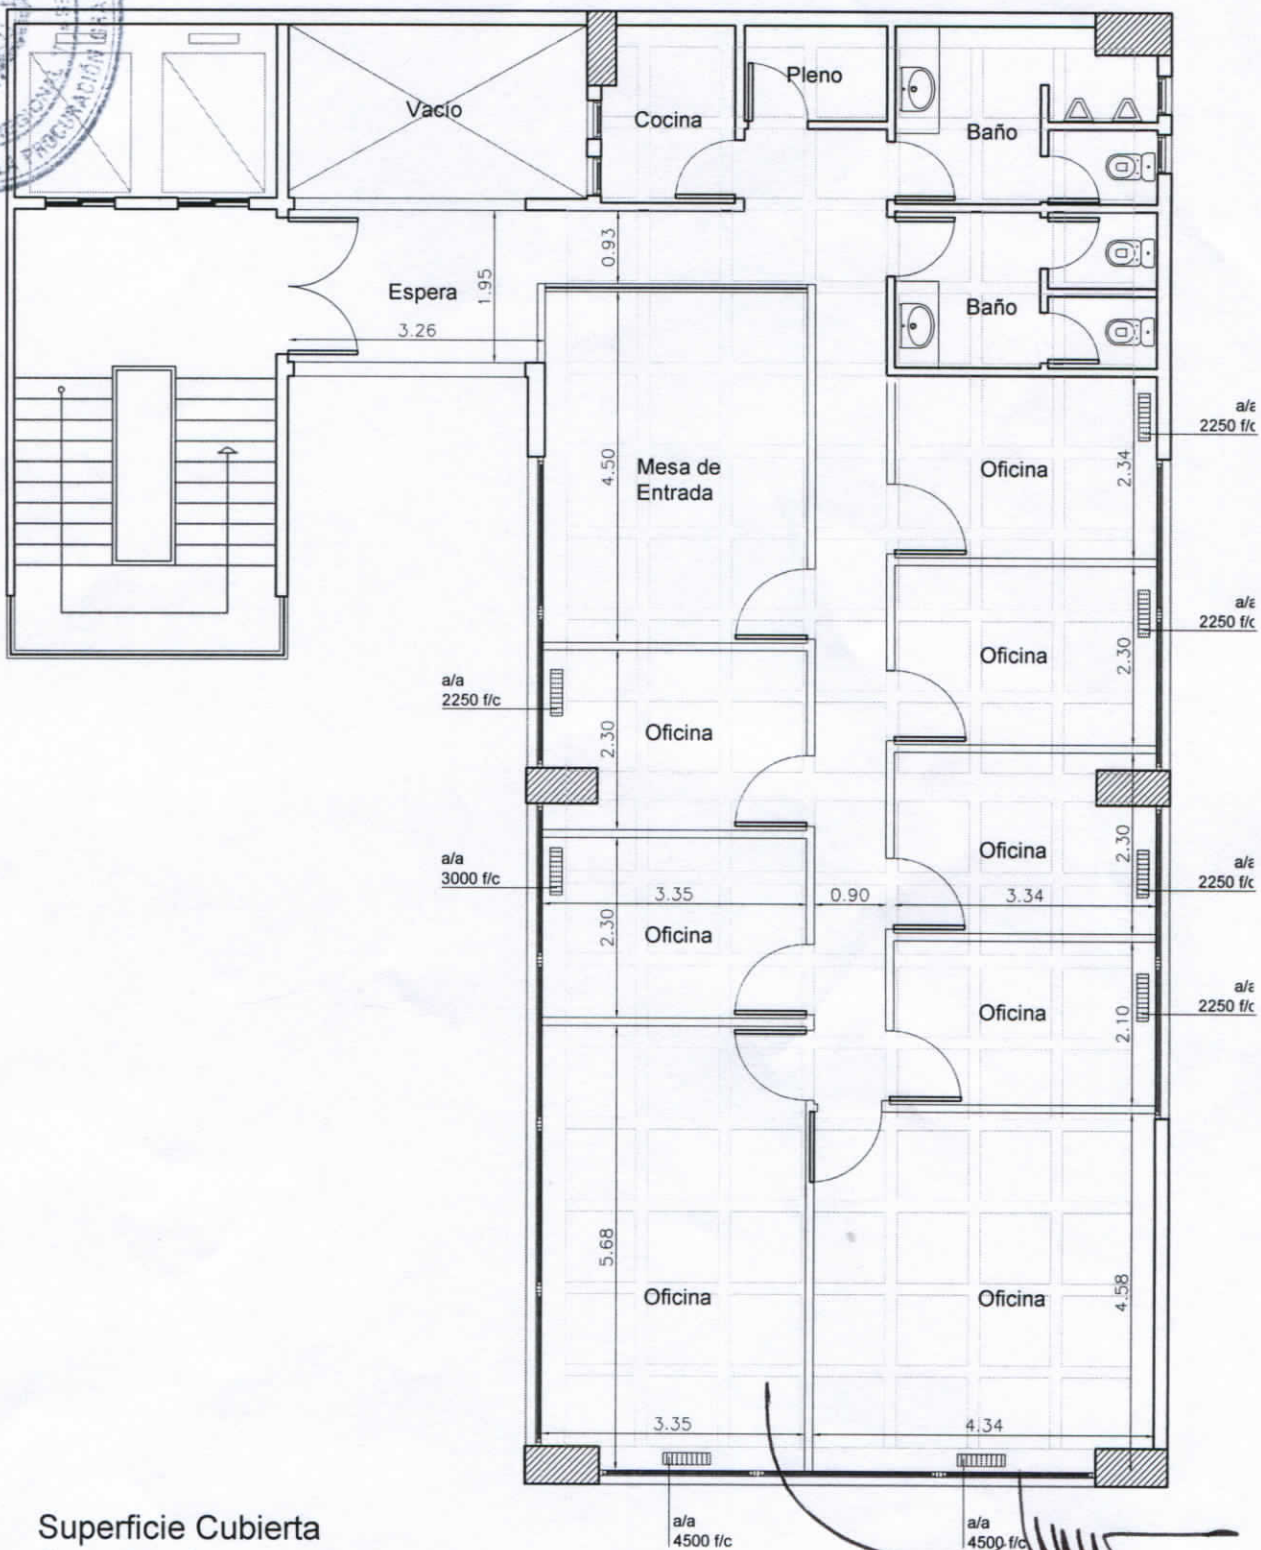 PROCURACIÓN GRA
Vacio
Cocina
Pleno
Baño
0.93
Espera
1.95
3.26
Baño
a/a
2250 f/c
4.50
Mesa de
Entrada
Oficina
2.34
a/a
2250 f/c
Oficina
2.30
a/a
2250 f/c
2.30
Oficina
a/a
3000 f/c
3.35
2.30
Oficina
0.90
Oficina
2.30
3.34
a/a
2250 f/c
Oficina
2.10
a/a
2250 f/c
5.68
Oficina
Oficina
4.58
3.35
4.34
a/a
4500 f/c
a/a
4500 f/c
Superficie Cubierta